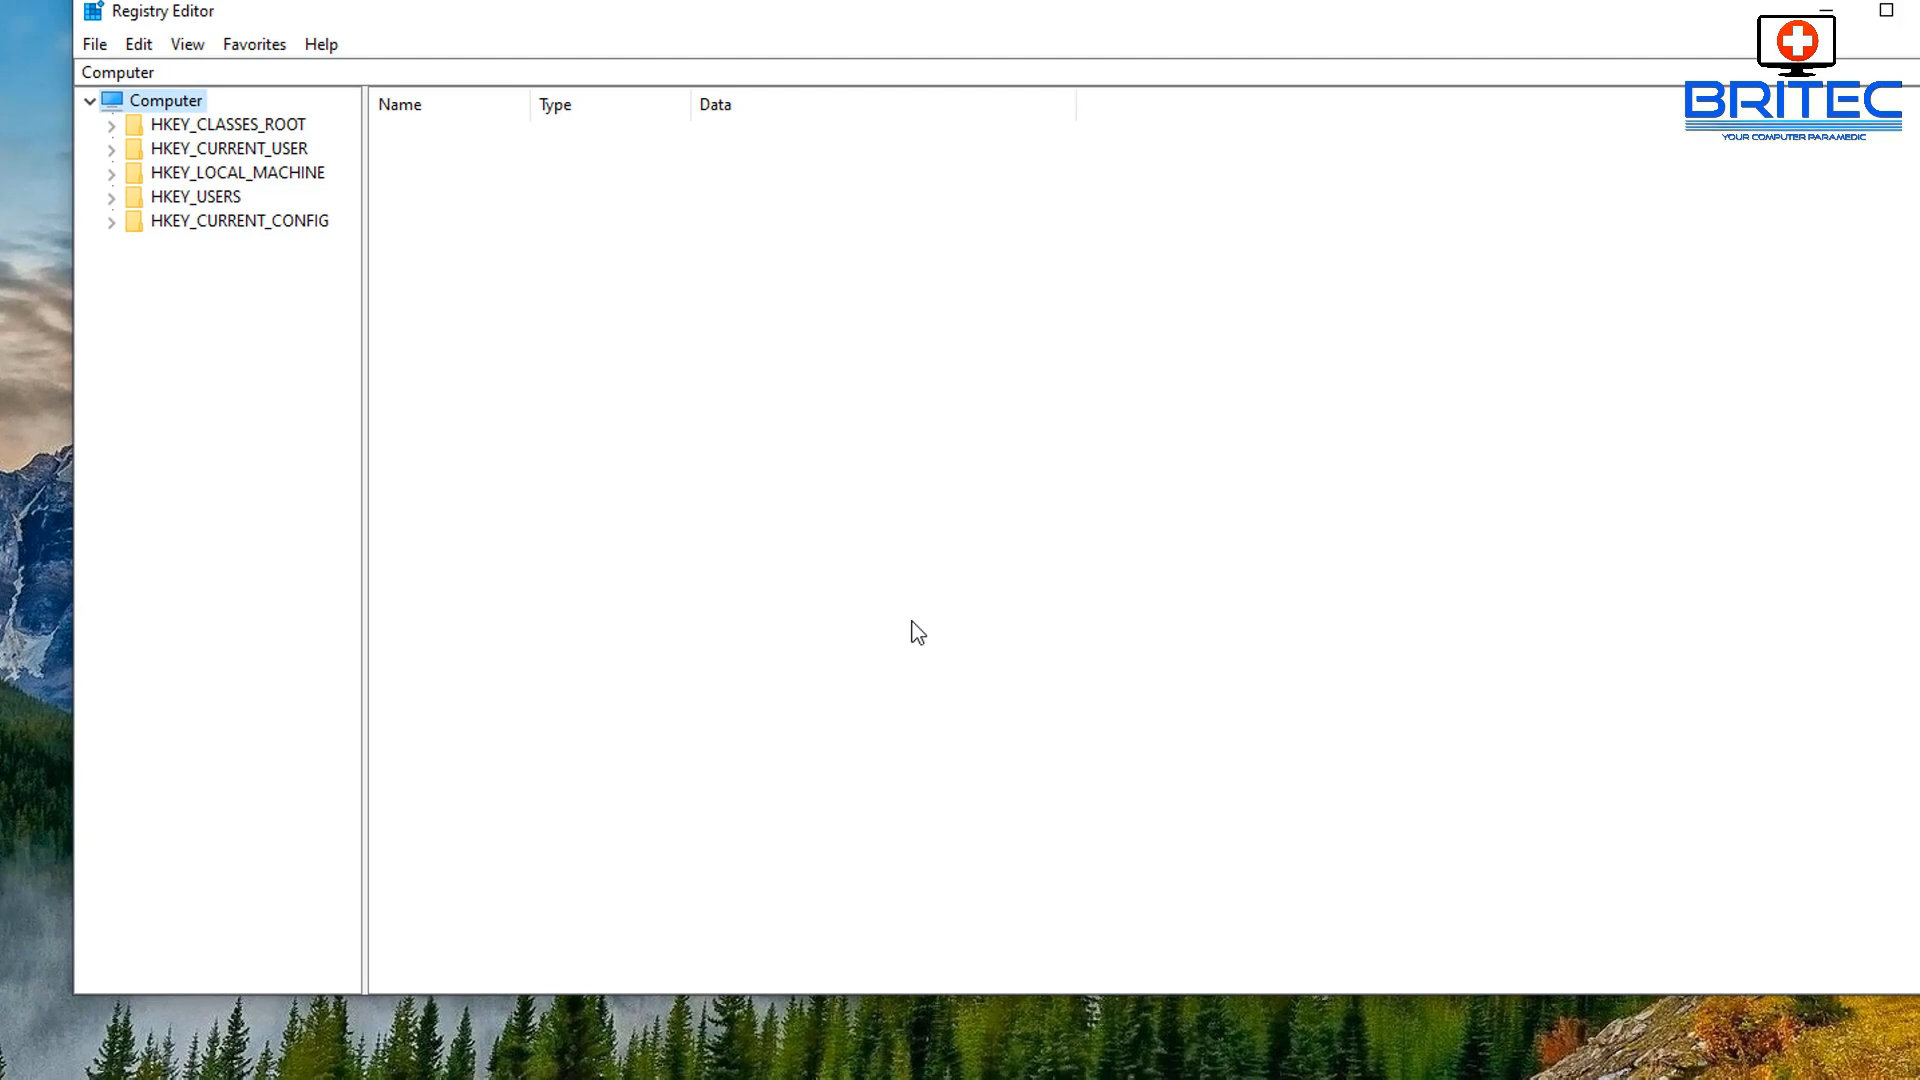 Registry Editor
File Edit View Favorites Help
Computer
Computer
HKEY_CLASSES_ROOT
HKEY_CURRENT_USER
HKEY_LOCAL_MACHINE
HKEY_USERS
HKEY_CURRENT_CONFIG
Name Type Data
BRITEC
YOUR COMPUTER PARAMEDIC